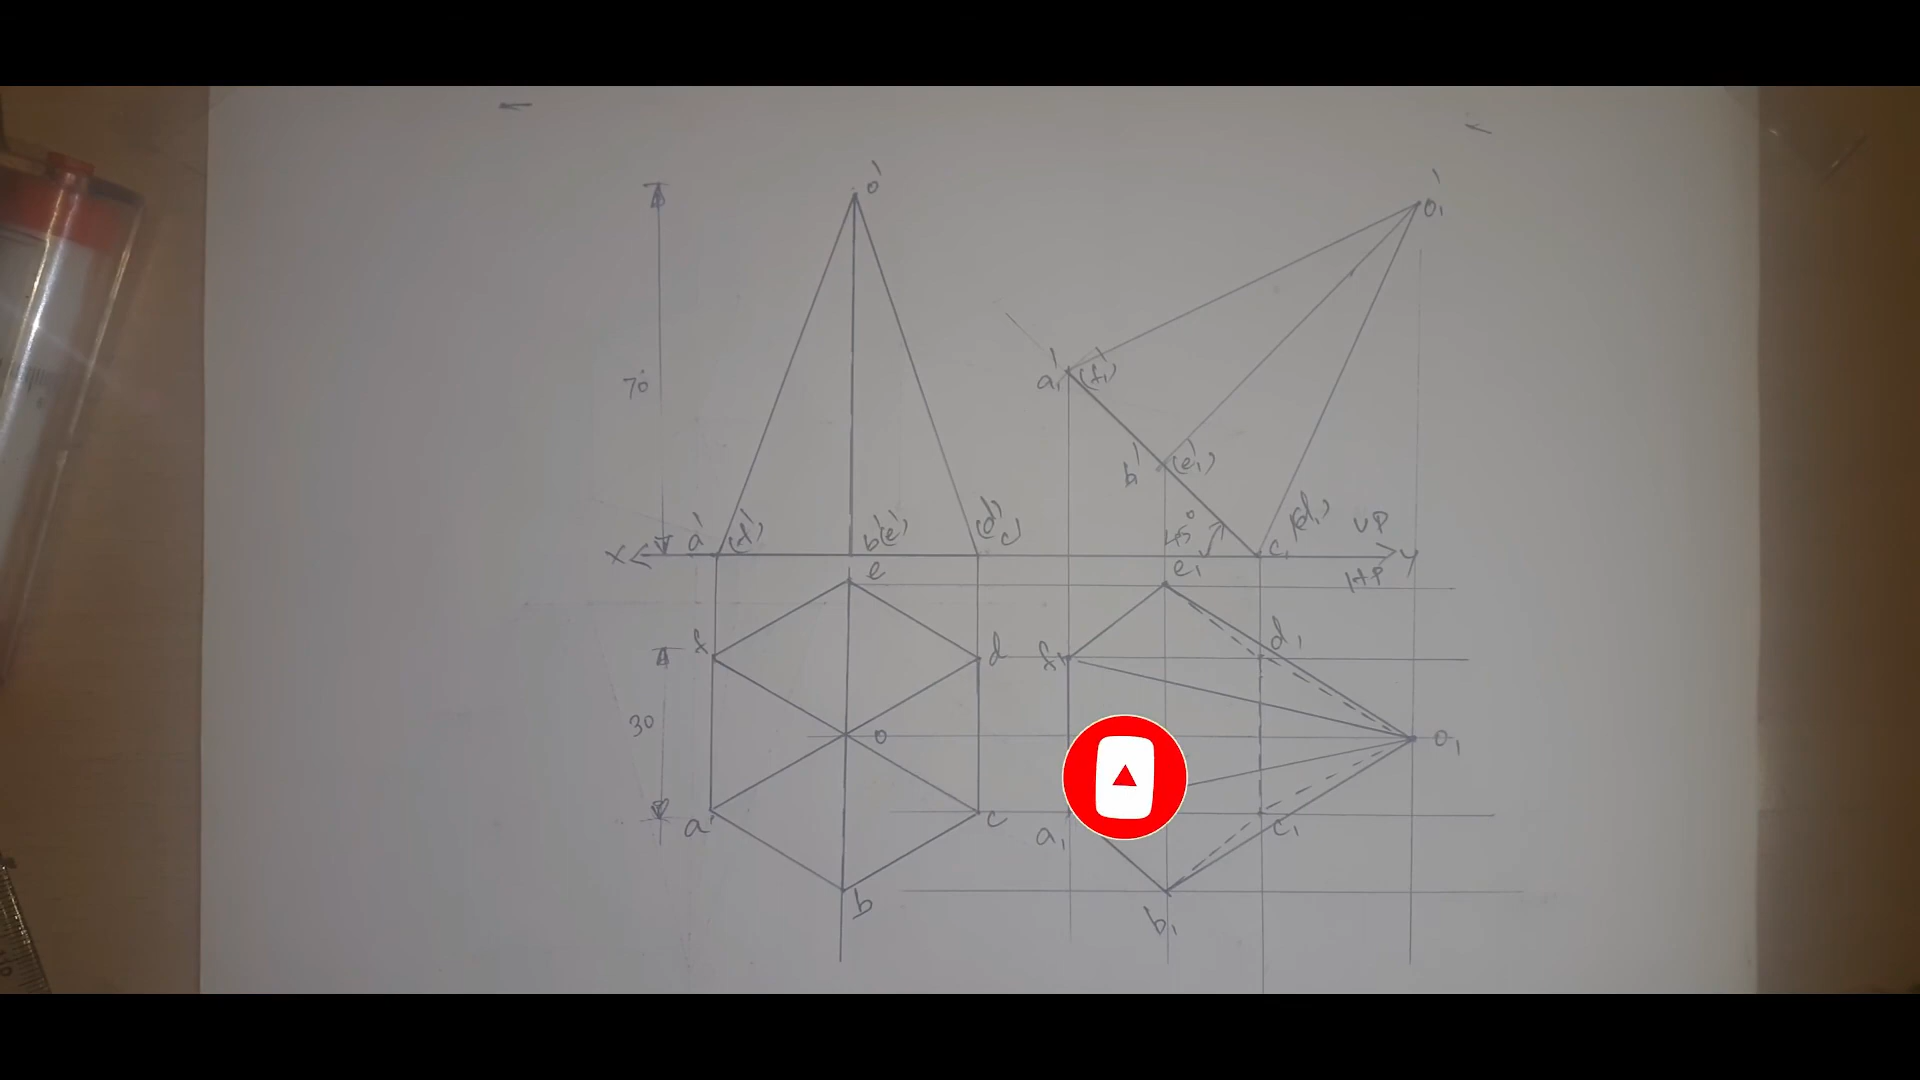 o'
o1'
70
a1' (f1')
b1' (e1')
a' (d')
b'(e')
(d') c'
45°
c1' (d1')
VP
X
Y
HP
e
e1
f
d
f1
d1
30
o
o1
a
c
a1
c1
b
b1